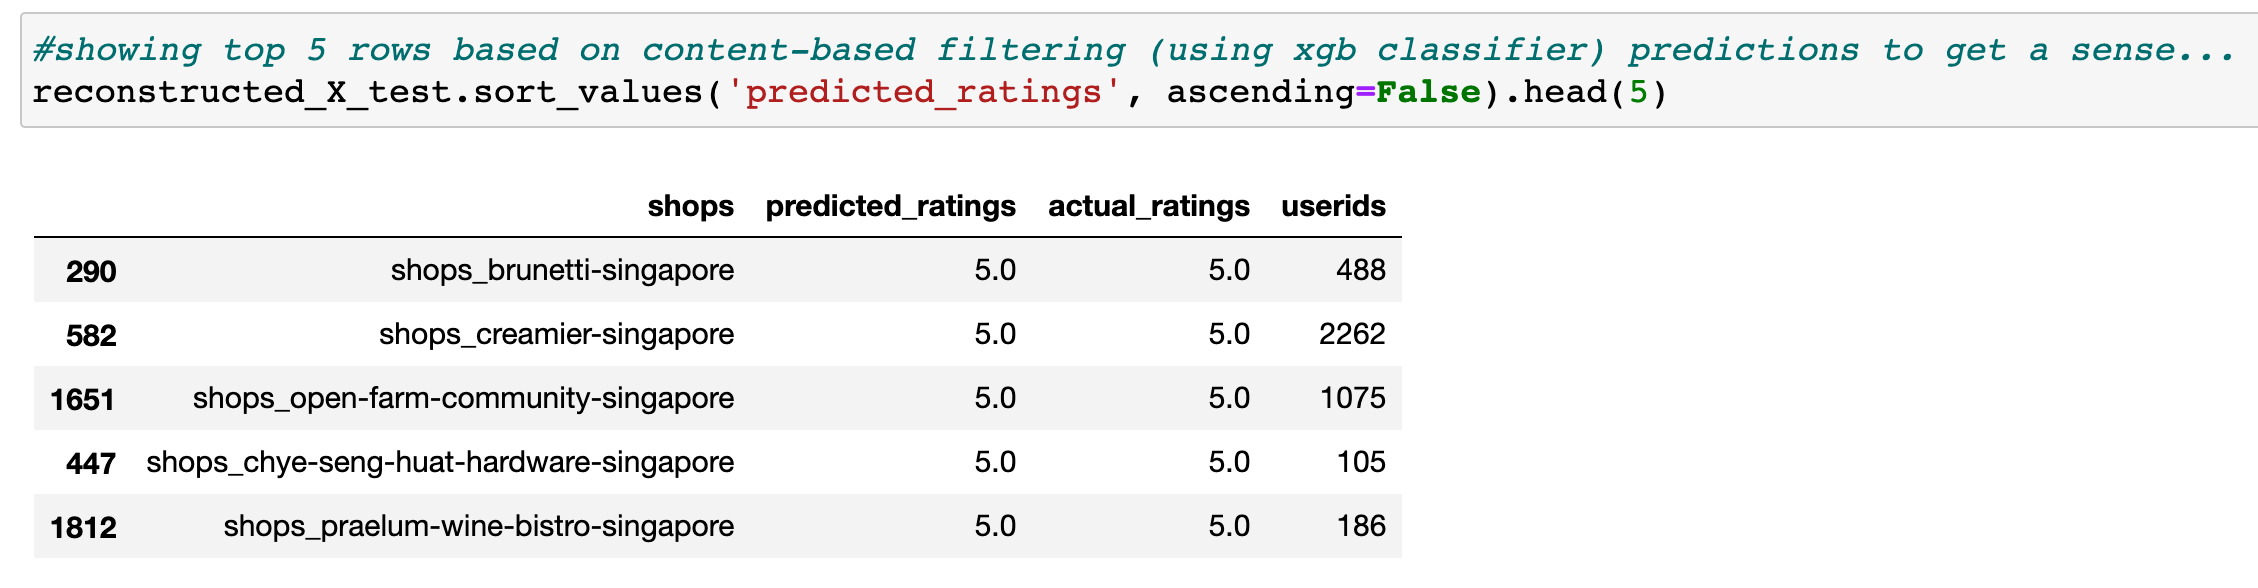 #showing top 5 rows based on content-based filtering (using xgb classifier) predictions to get a sense...
reconstructed_X_test.sort_values('predicted_ratings', ascending=False).head(5)
shops predicted_ratings actual_ratings userids
290 shops_brunetti-singapore 5.0 5.0 488
582 shops_creamier-singapore 5.0 5.0 2262
1651 shops_open-farm-community-singapore 5.0 5.0 1075
447 shops_chye-seng-huat-hardware-singapore 5.0 5.0 105
1812 shops_praelum-wine-bistro-singapore 5.0 5.0 186